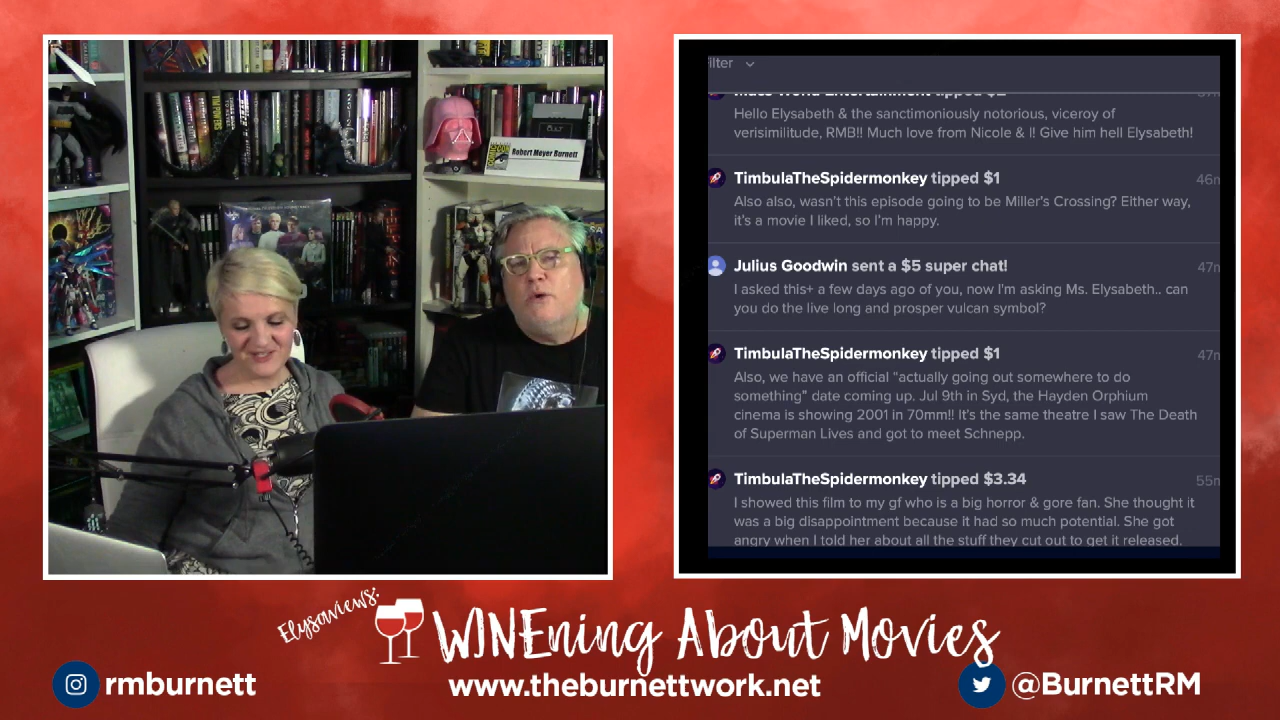 TIM POWERS
CULT
Robert Meyer Burnett
ilter
tipped
Hello Elysabeth & the sanctimoniously notorious, viceroy of
verisimilitude, RMB!! Much love from Nicole & I! Give him hell Elysabeth!
TimbulaTheSpidermonkey tipped $1
46m
Also also, wasn't this episode going to be Miller's Crossing? Either way,
it's a movie I liked, so I'm happy.
Julius Goodwin sent a $5 super chat!
47m
I asked this+ a few days ago of you, now I'm asking Ms. Elysabeth.. can
you do the live long and prosper vulcan symbol?
TimbulaTheSpidermonkey tipped $1
47m
Also, we have an official "actually going out somewhere to do
something" date coming up. Jul 9th in Syd, the Hayden Orphium
cinema is showing 2001 in 70mm!! It's the same theatre I saw The Death
of Superman Lives and got to meet Schnepp.
TimbulaTheSpidermonkey tipped $3.34
55m
I showed this film to my gf who is a big horror & gore fan. She thought it
was a big disappointment because it had so much potential. She got
angry when I told her about all the stuff they cut out to get it released.
Elysaviews:
WINEning About Movies
rmburnett
www.theburnettwork.net
@BurnettRM